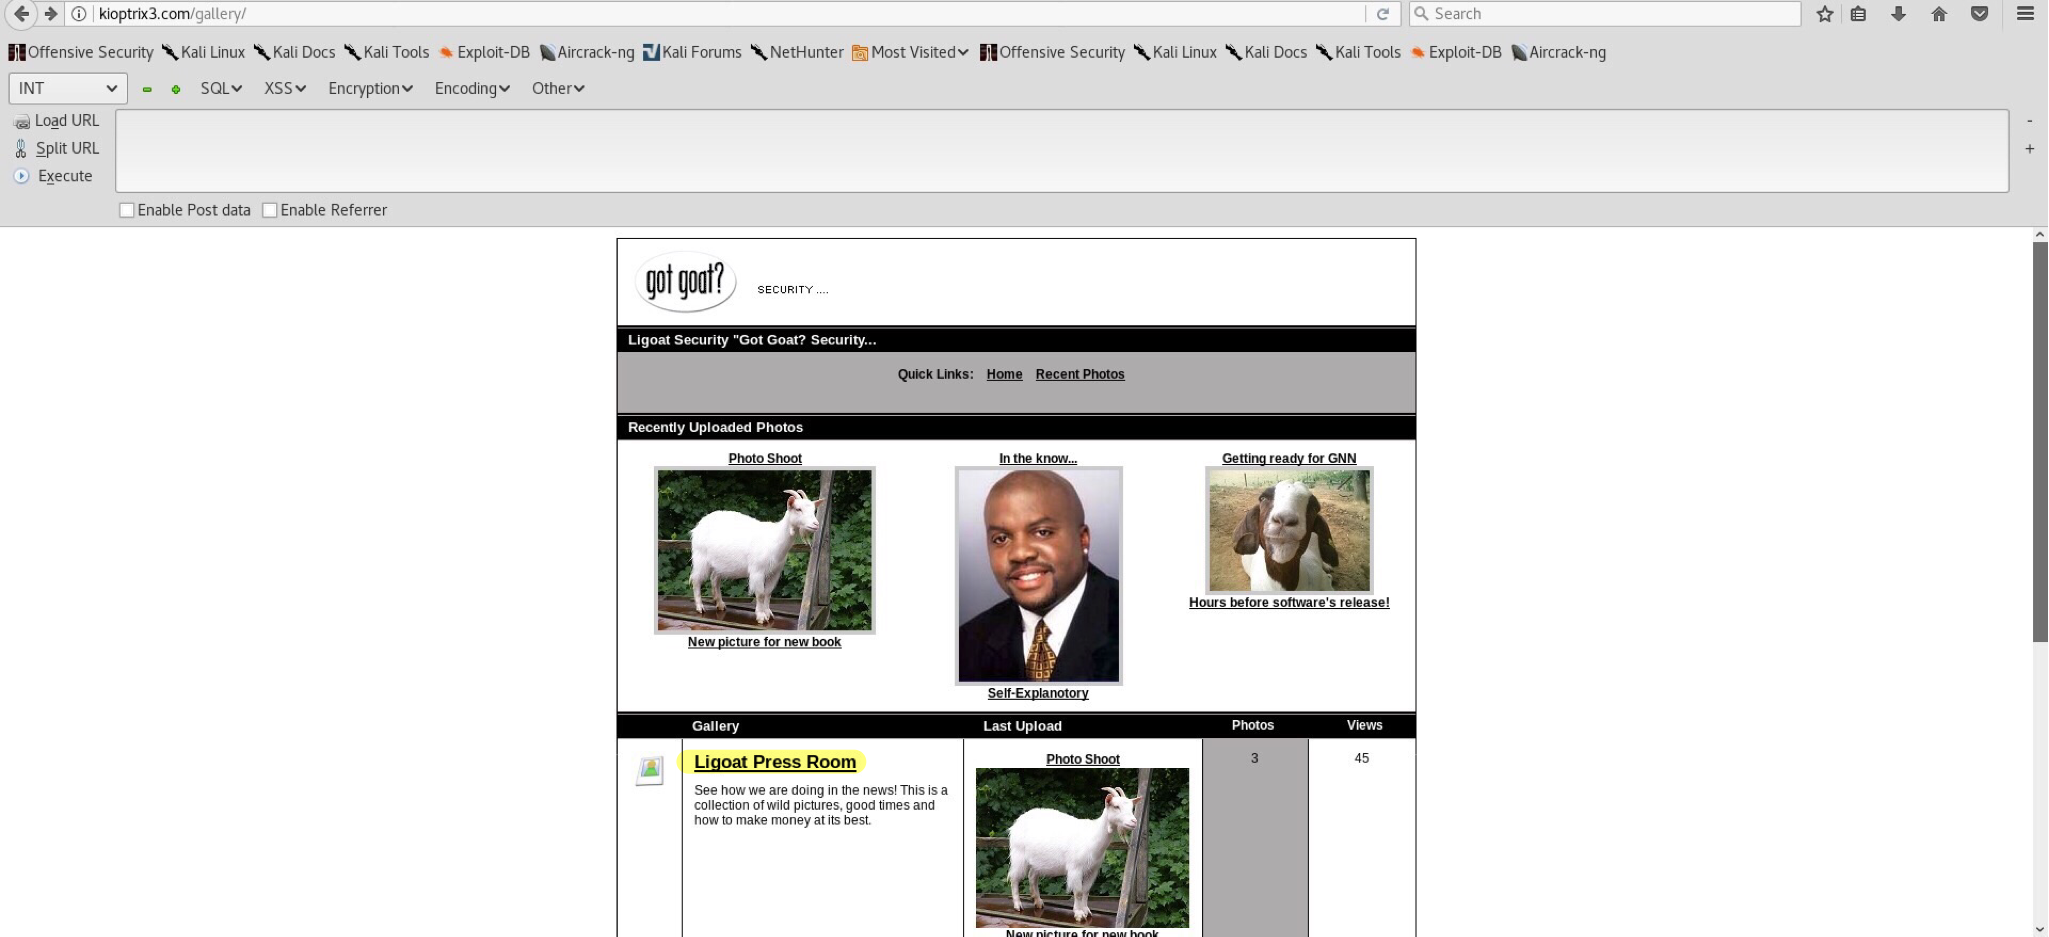 kioptrix3.com/gallery/
Search
Offensive Security Kali Linux Kali Docs Kali Tools Exploit-DB Aircrack-ng Kali Forums NetHunter Most Visited Offensive Security Kali Linux Kali Docs Kali Tools Exploit-DB Aircrack-ng
INT SQL XSS Encryption Encoding Other
Load URL
Split URL
Execute
Enable Post data Enable Referrer
got goat?
SECURITY ....
Ligoat Security "Got Goat? Security...
Quick Links: Home Recent Photos
Recently Uploaded Photos
Photo Shoot
New picture for new book
In the know...
Self-Explanotory
Getting ready for GNN
Hours before software's release!
Gallery Last Upload Photos Views
Ligoat Press Room
See how we are doing in the news! This is a
collection of wild pictures, good times and
how to make money at its best.
Photo Shoot
New picture for new book
3
45